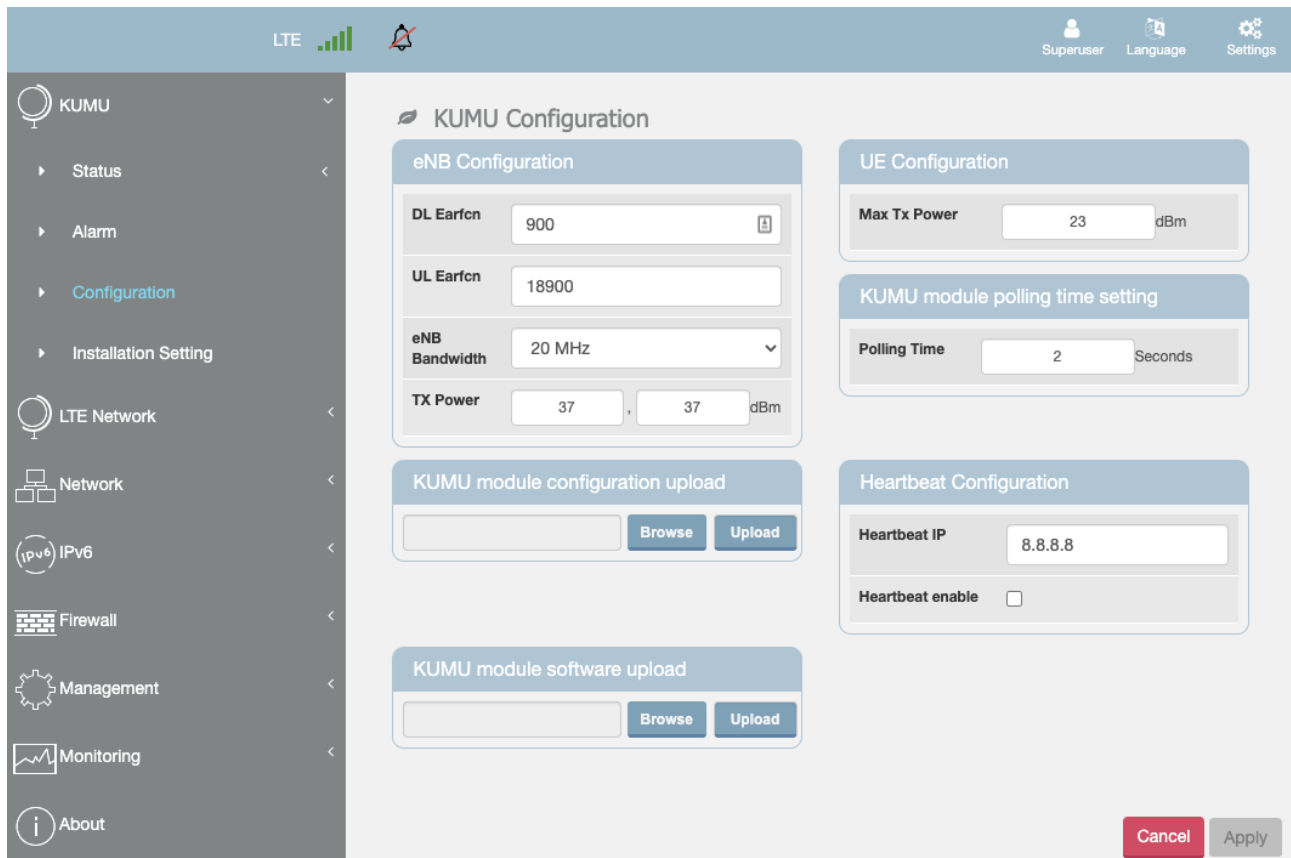 LTE
Superuser
Language
Settings
KUMU
Status
Alarm
Configuration
Installation Setting
LTE Network
Network
IPv6 IPv6
Firewall
Management
Monitoring
i About
KUMU Configuration
eNB Configuration
DL Earfcn 900
UL Earfcn 18900
eNB
Bandwidth 20 MHz
TX Power 37 , 37 dBm
UE Configuration
Max Tx Power 23 dBm
KUMU module polling time setting
Polling Time 2 Seconds
KUMU module configuration upload
Browse Upload
Heartbeat Configuration
Heartbeat IP 8.8.8.8
Heartbeat enable
KUMU module software upload
Browse Upload
Cancel Apply